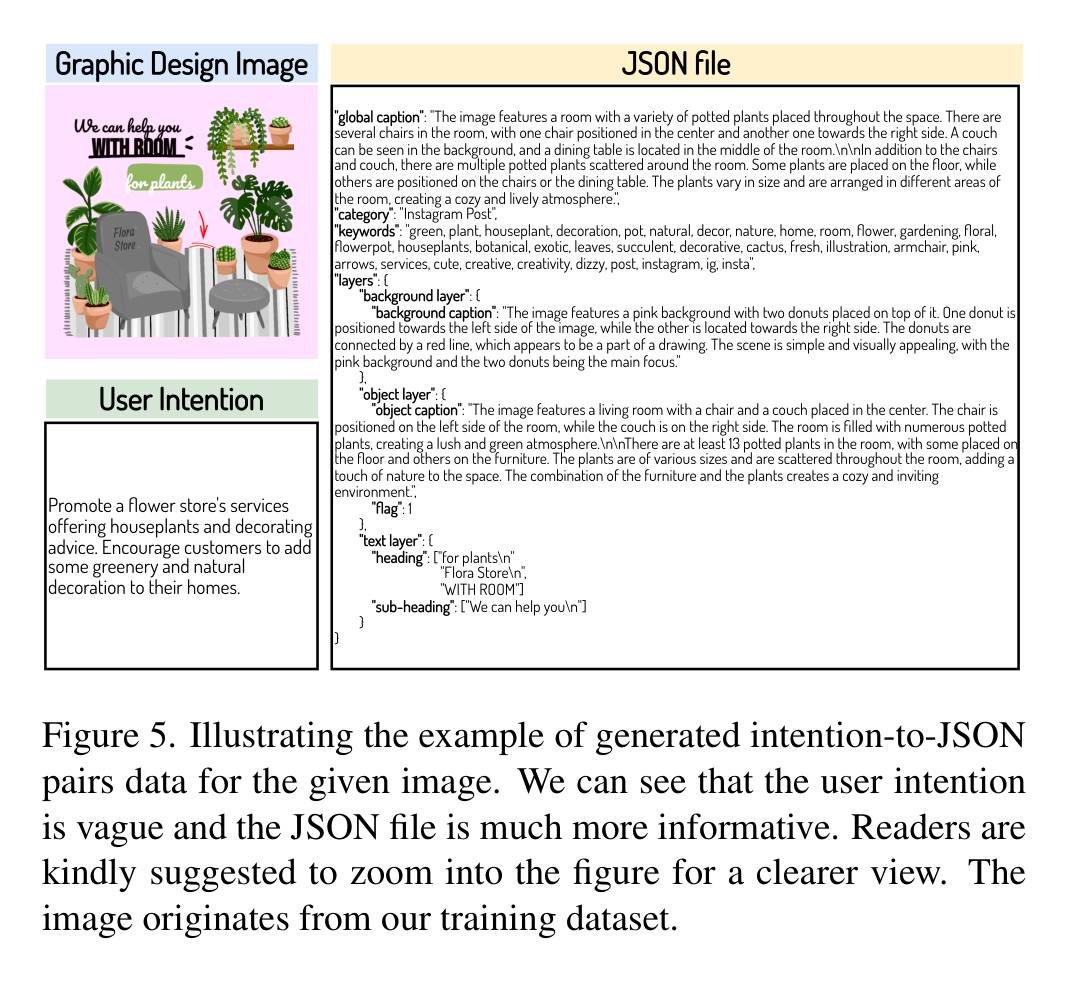 Graphic Design Image
We can help you
WITH ROOM
for plants
Flora
Store
User Intention
Promote a flower store's services
offering houseplants and decorating
advice. Encourage customers to add
some greenery and natural
decoration to their homes.
JSON file
"global caption": "The image features a room with a variety of potted plants placed throughout the space. There are
several chairs in the room, with one chair positioned in the center and another one towards the right side. A couch
can be seen in the background, and a dining table is located in the middle of the room.\n\nIn addition to the chairs
and couch, there are multiple potted plants scattered around the room. Some plants are placed on the floor, while
others are positioned on the chairs or the dining table. The plants vary in size and are arranged in different areas of
the room, creating a cozy and lively atmosphere.",
"category": "Instagram Post",
"keywords": "green, plant, houseplant, decoration, pot, natural, decor, nature, home, room, flower, gardening, floral,
flowerpot, houseplants, botanical, exotic, leaves, succulent, decorative, cactus, fresh, illustration, armchair, pink,
arrows, services, cute, creative, creativity, dizzy, post, instagram, ig, insta",
"layers": {
"background layer": {
"background caption": "The image features a pink background with two donuts placed on top of it. One donut is
positioned towards the left side of the image, while the other is located towards the right side. The donuts are
connected by a red line, which appears to be a part of a drawing. The scene is simple and visually appealing, with the
pink background and the two donuts being the main focus."
},
"object layer": {
"object caption": "The image features a living room with a chair and a couch placed in the center. The chair is
positioned on the left side of the room, while the couch is on the right side. The room is filled with numerous potted
plants, creating a lush and green atmosphere.\n\nThere are at least 13 potted plants in the room, with some placed on
the floor and others on the furniture. The plants are of various sizes and are scattered throughout the room, adding a
touch of nature to the space. The combination of the furniture and the plants creates a cozy and inviting
environment.",
"flag": 1
},
"text layer": {
"heading": ["for plants\n"
"Flora Store\n",
"WITH ROOM"]
"sub-heading": ["We can help you\n"]
}
}
Figure 5. Illustrating the example of generated intention-to-JSON
pairs data for the given image. We can see that the user intention
is vague and the JSON file is much more informative. Readers are
kindly suggested to zoom into the figure for a clearer view. The
image originates from our training dataset.